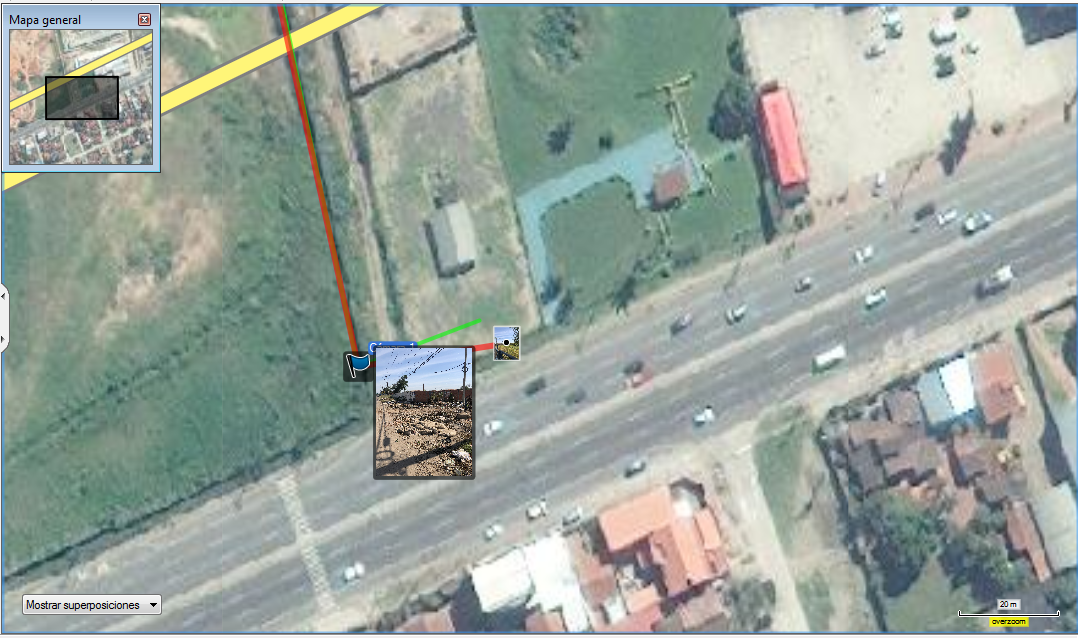 Mapa general
Mostrar superposiciones
20 m
overzoom